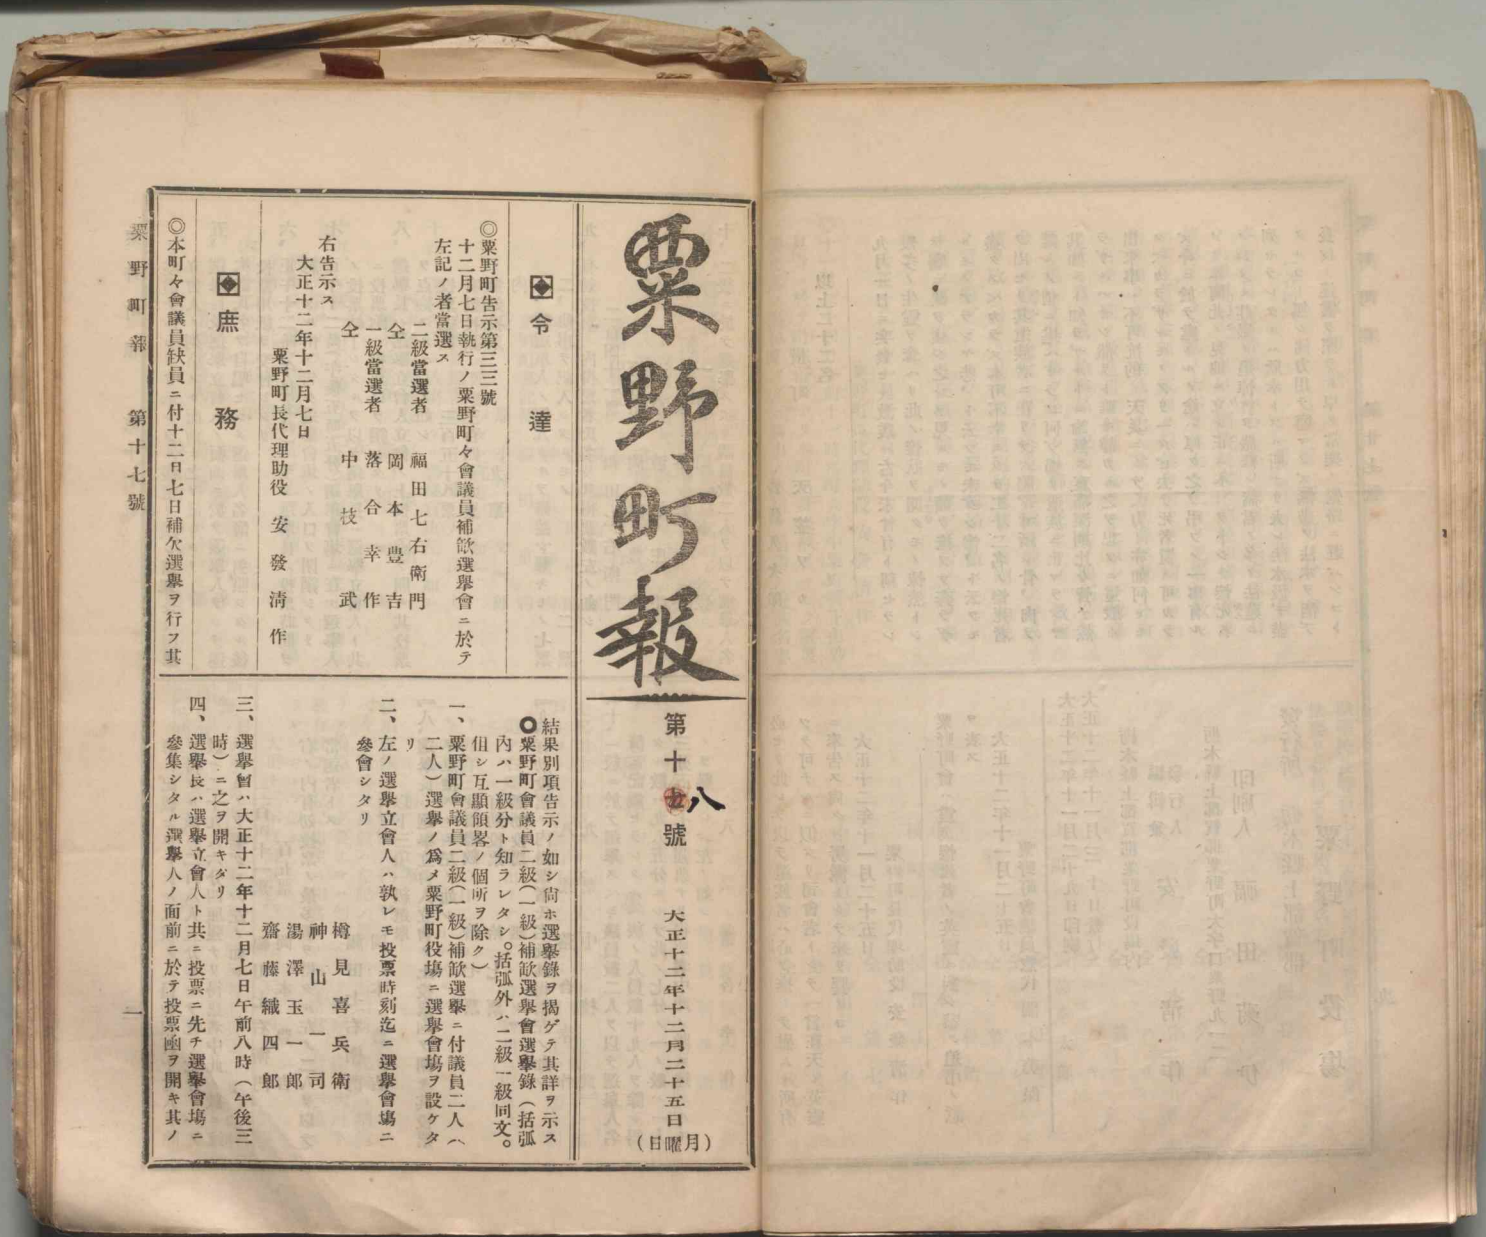 粟野町報
第十八號
大正十二年十二月二十五日
(月曜日)
令達
◎粟野町告示第三三號
十二月七日執行ノ粟野町々會議員補欿選擧會ニ於テ
左記ノ者當選ス
二級當選者 福田七右衛門
仝 岡本豊吉
一級當選者 落合幸作
仝 中枝武
右告示ス
大正十二年十二月七日
粟野町長代理助役 安發淸作
庶務
◎本町々會議員缺員ニ付十二日七日補欠選擧ヲ行フ其
結果別項告示ノ如シ尙ホ選擧錄ヲ揭ゲテ其詳ヲ示ス
○粟野町會議員二級(一級)補欿選擧會選擧錄(括弧
內ハ一級分ト知ラレタシ。括弧外ハ二級一級同文。
但シ互顯頒畧ノ個所ヲ除ク)
一、粟野町會議員二級(一級)補欿選擧ニ付議員二人(
二人)選擧ノ爲メ粟野町役塲ニ選擧會塲ヲ設ケタ
リ
二、左ノ選擧立會人ハ孰レモ投票時刻迄ニ選擧會塲ニ
參會シタリ
樽見喜兵衛
神山一司
湯澤玉一郎
齋藤織四郎
三、選擧會ハ大正十二年十二月七日午前八時(午後三
時)ニ之ヲ開キタリ
四、選擧長ハ選擧立會人ト共ニ投票ニ先チ選擧會塲ニ
參集シタル選擧人ノ面前ニ於テ投票凾ヲ開キ其ノ
粟野町報 第十七號 一